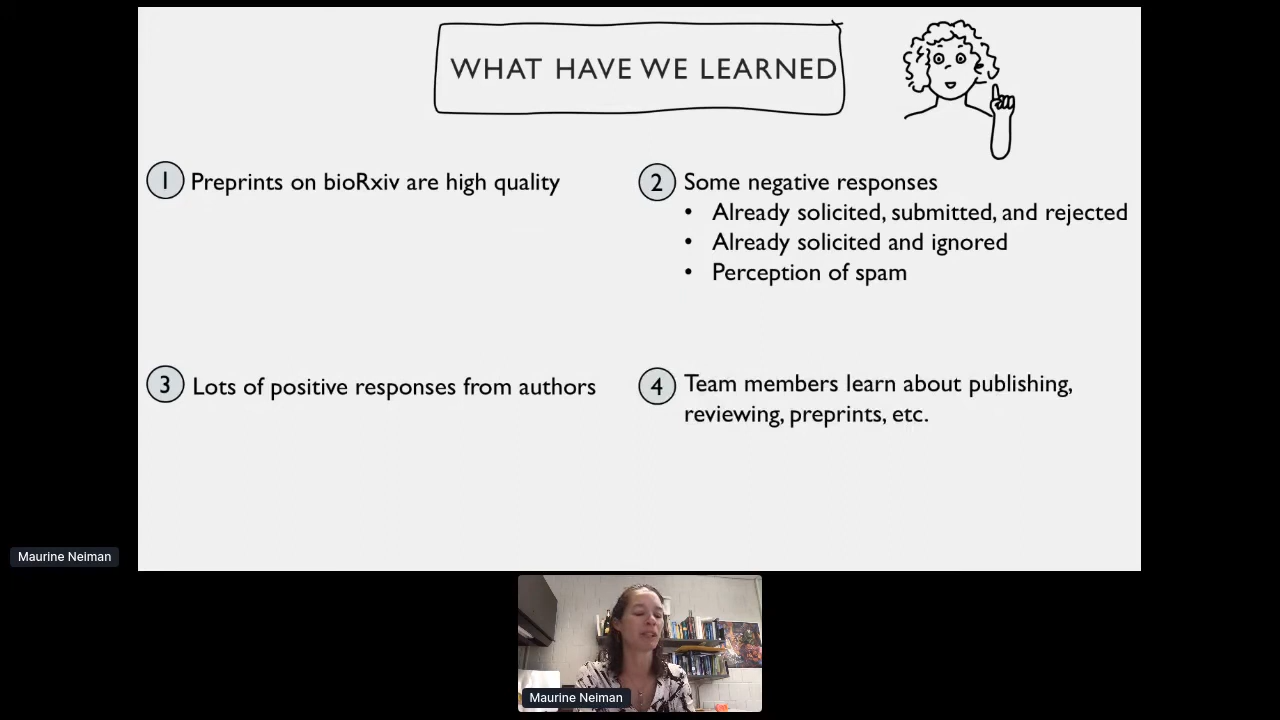 WHAT HAVE WE LEARNED
1 Preprints on bioRxiv are high quality
2 Some negative responses
• Already solicited, submitted, and rejected
• Already solicited and ignored
• Perception of spam
3 Lots of positive responses from authors
4 Team members learn about publishing,
reviewing, preprints, etc.
Maurine Neiman
Maurine Neiman